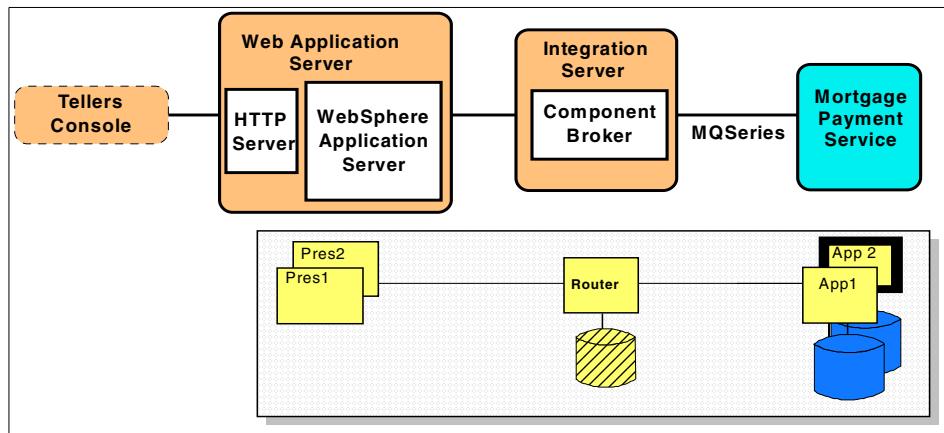 Web Application
Server
Integration
Server
Tellers
Console
HTTP
Server
WebSphere
Application
Server
Component
Broker
MQSeries
Mortgage
Payment
Service
Pres2
Pres1
Router
App 2
App1